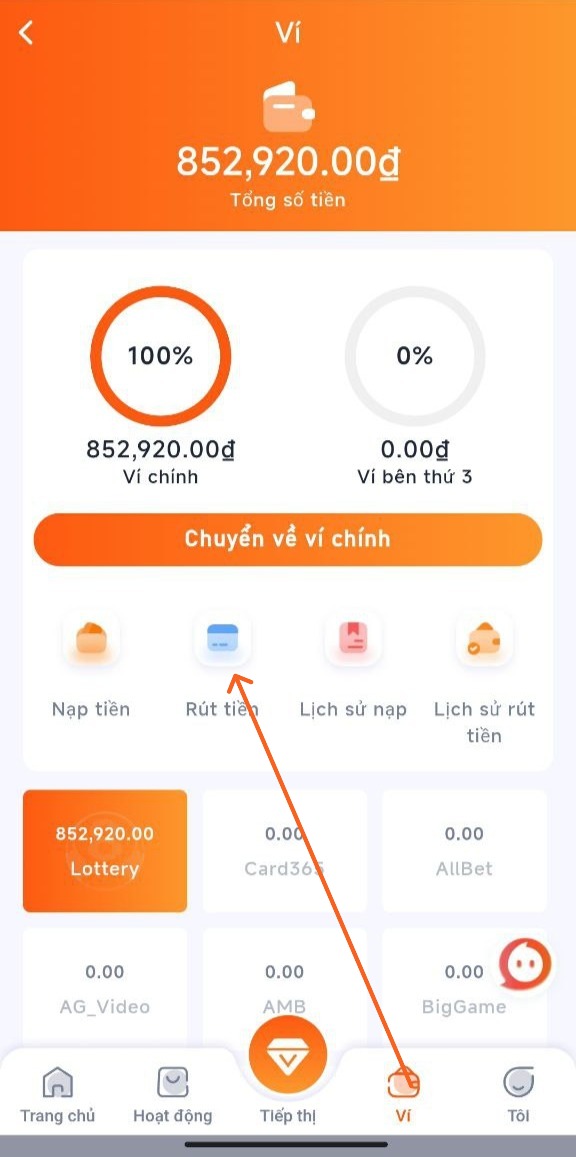 Ví
852,920.00₫
Tổng số tiền
100%
0%
852,920.00₫
0.00₫
Ví chính
Ví bên thứ 3
Chuyển về ví chính
Nạp tiền
Rút tiền
Lịch sử nạp
Lịch sử rút
tiền
852,920.00
Lottery
0.00
Card365
0.00
AllBet
0.00
AG_Video
0.00
AMB
0.00
BigGame
Trang chủ
Hoạt động
Tiếp thị
Ví
Tôi